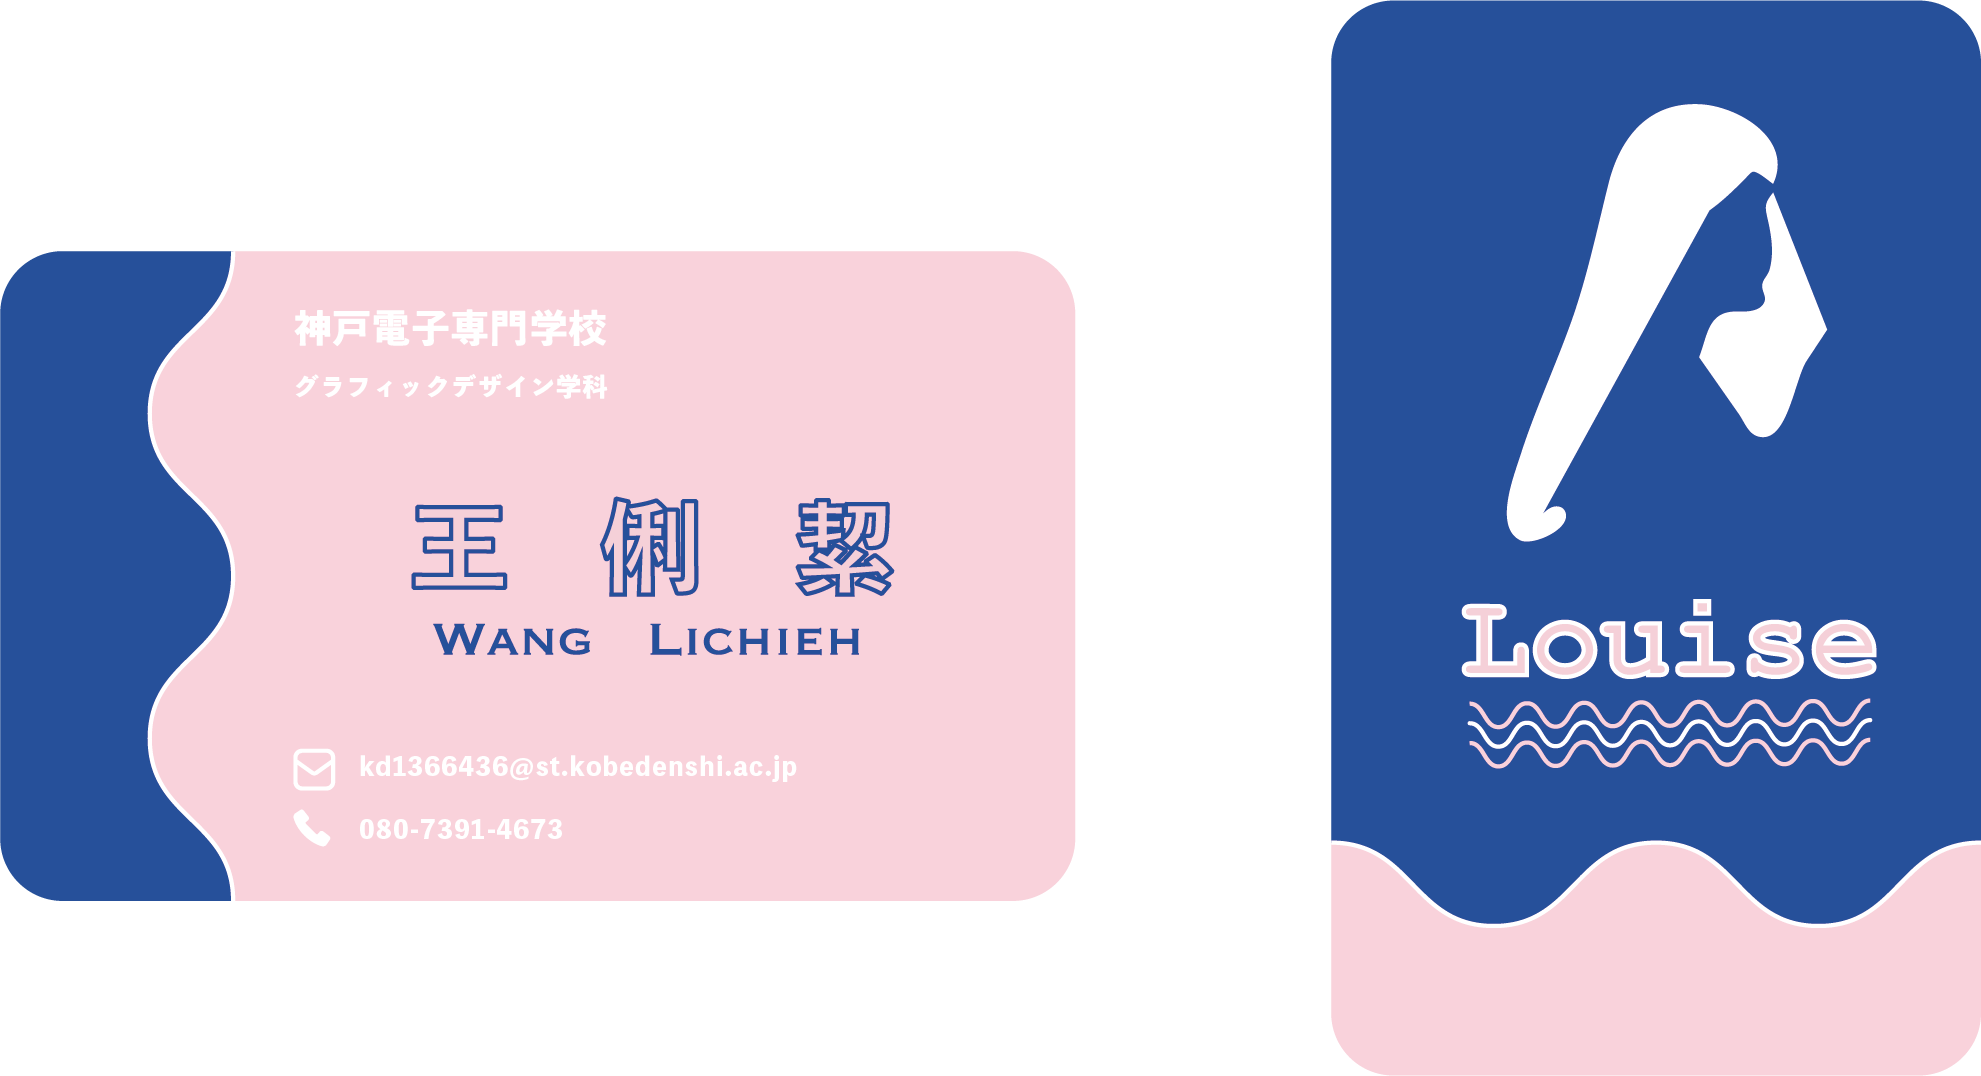 神戸電子専門学校
グラフィックデザイン学科
王 俐 絜
WANG LICHIEH
kd1366436@st.kobedenshi.ac.jp
080-7391-4673
Louise